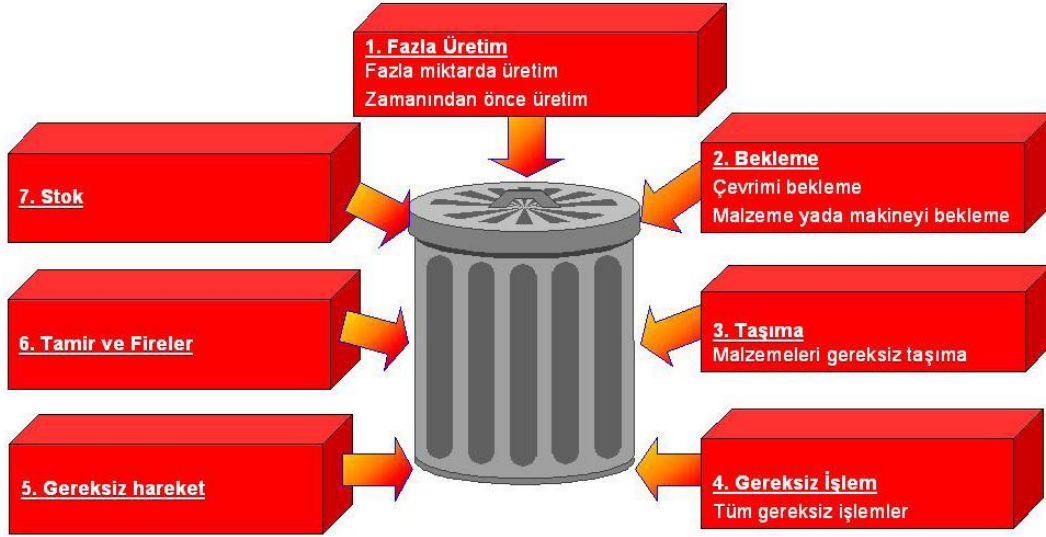 1. Fazla Üretim
Fazla miktarda üretim
Zamanından önce üretim
2. Bekleme
Çevrimi bekleme
Malzeme yada makineyi bekleme
3. Taşıma
Malzemeleri gereksiz taşıma
4. Gereksiz İşlem
Tüm gereksiz işlemler
5. Gereksiz hareket
6. Tamir ve Fireler
7. Stok